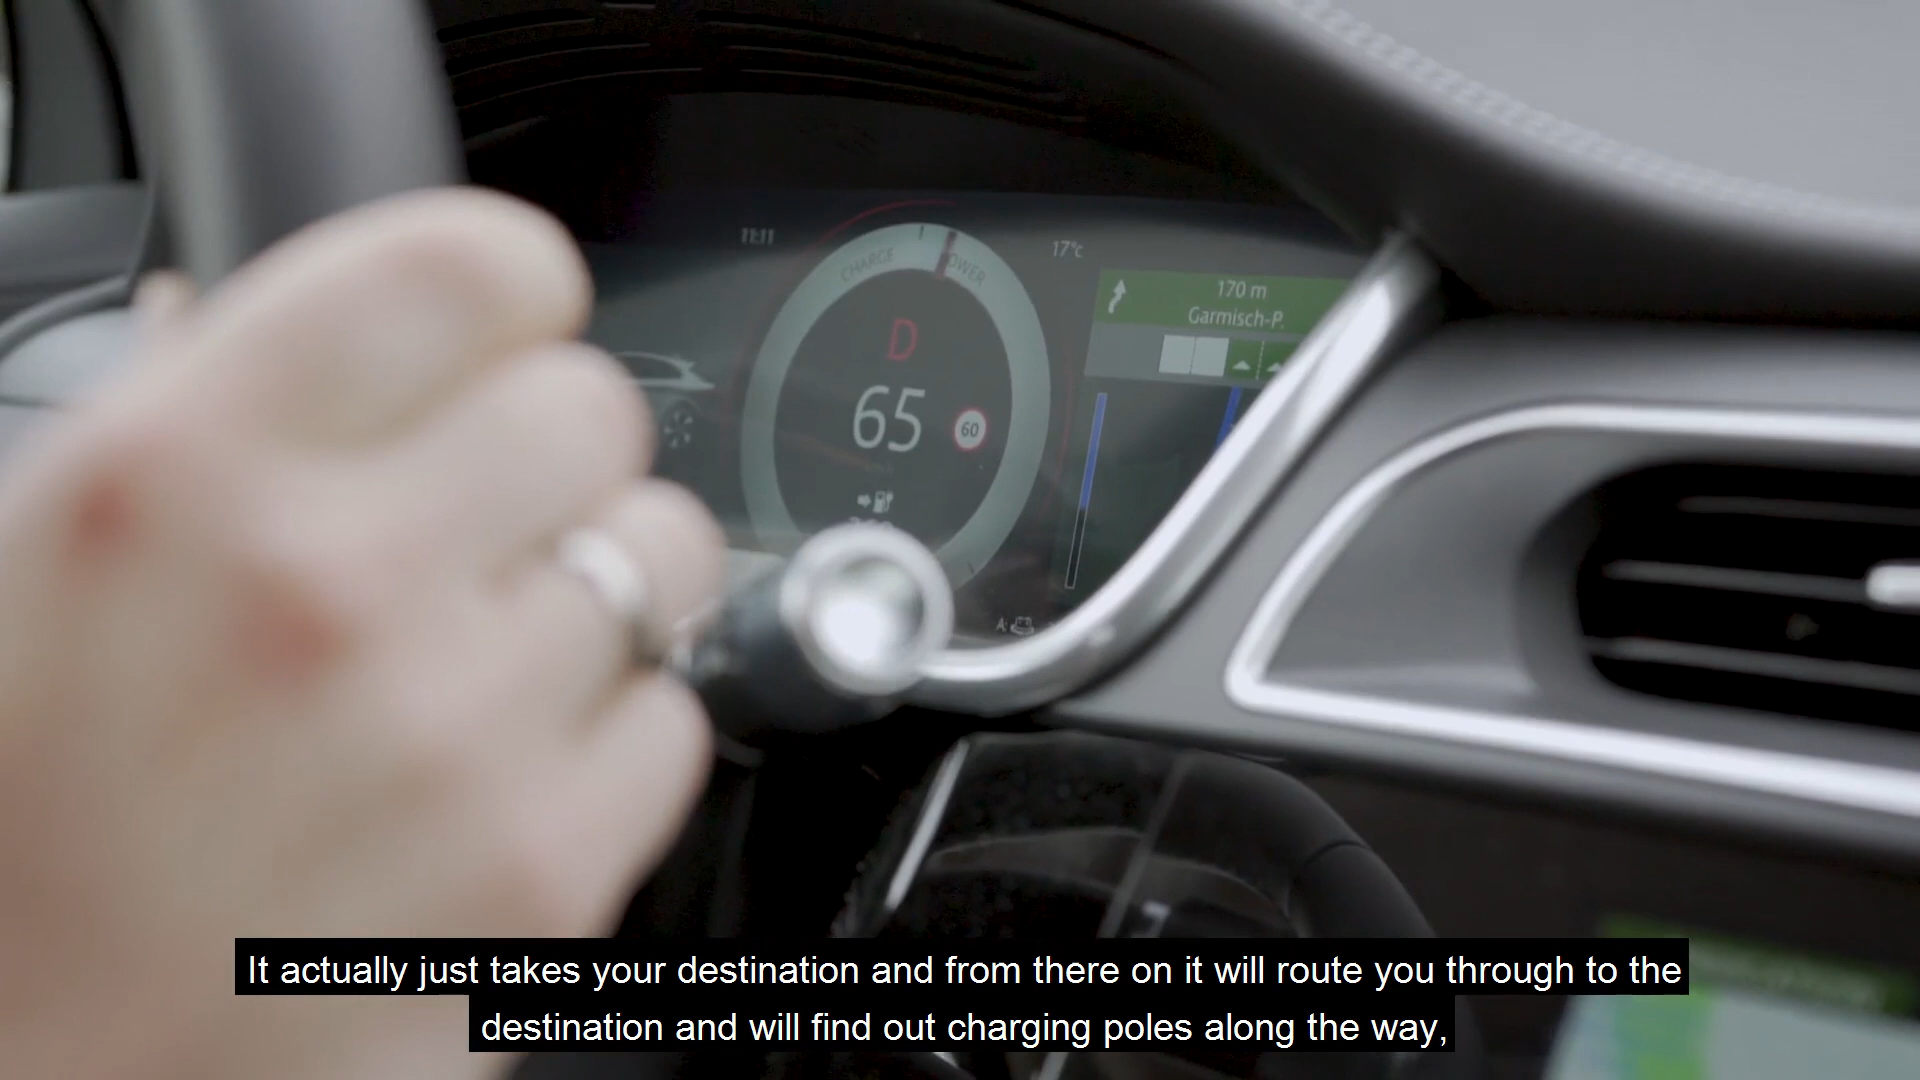 11:11
CHARGE
POWER
17°c
170 m
Garmisch-P.
D
65
60
It actually just takes your destination and from there on it will route you through to the
destination and will find out charging poles along the way,